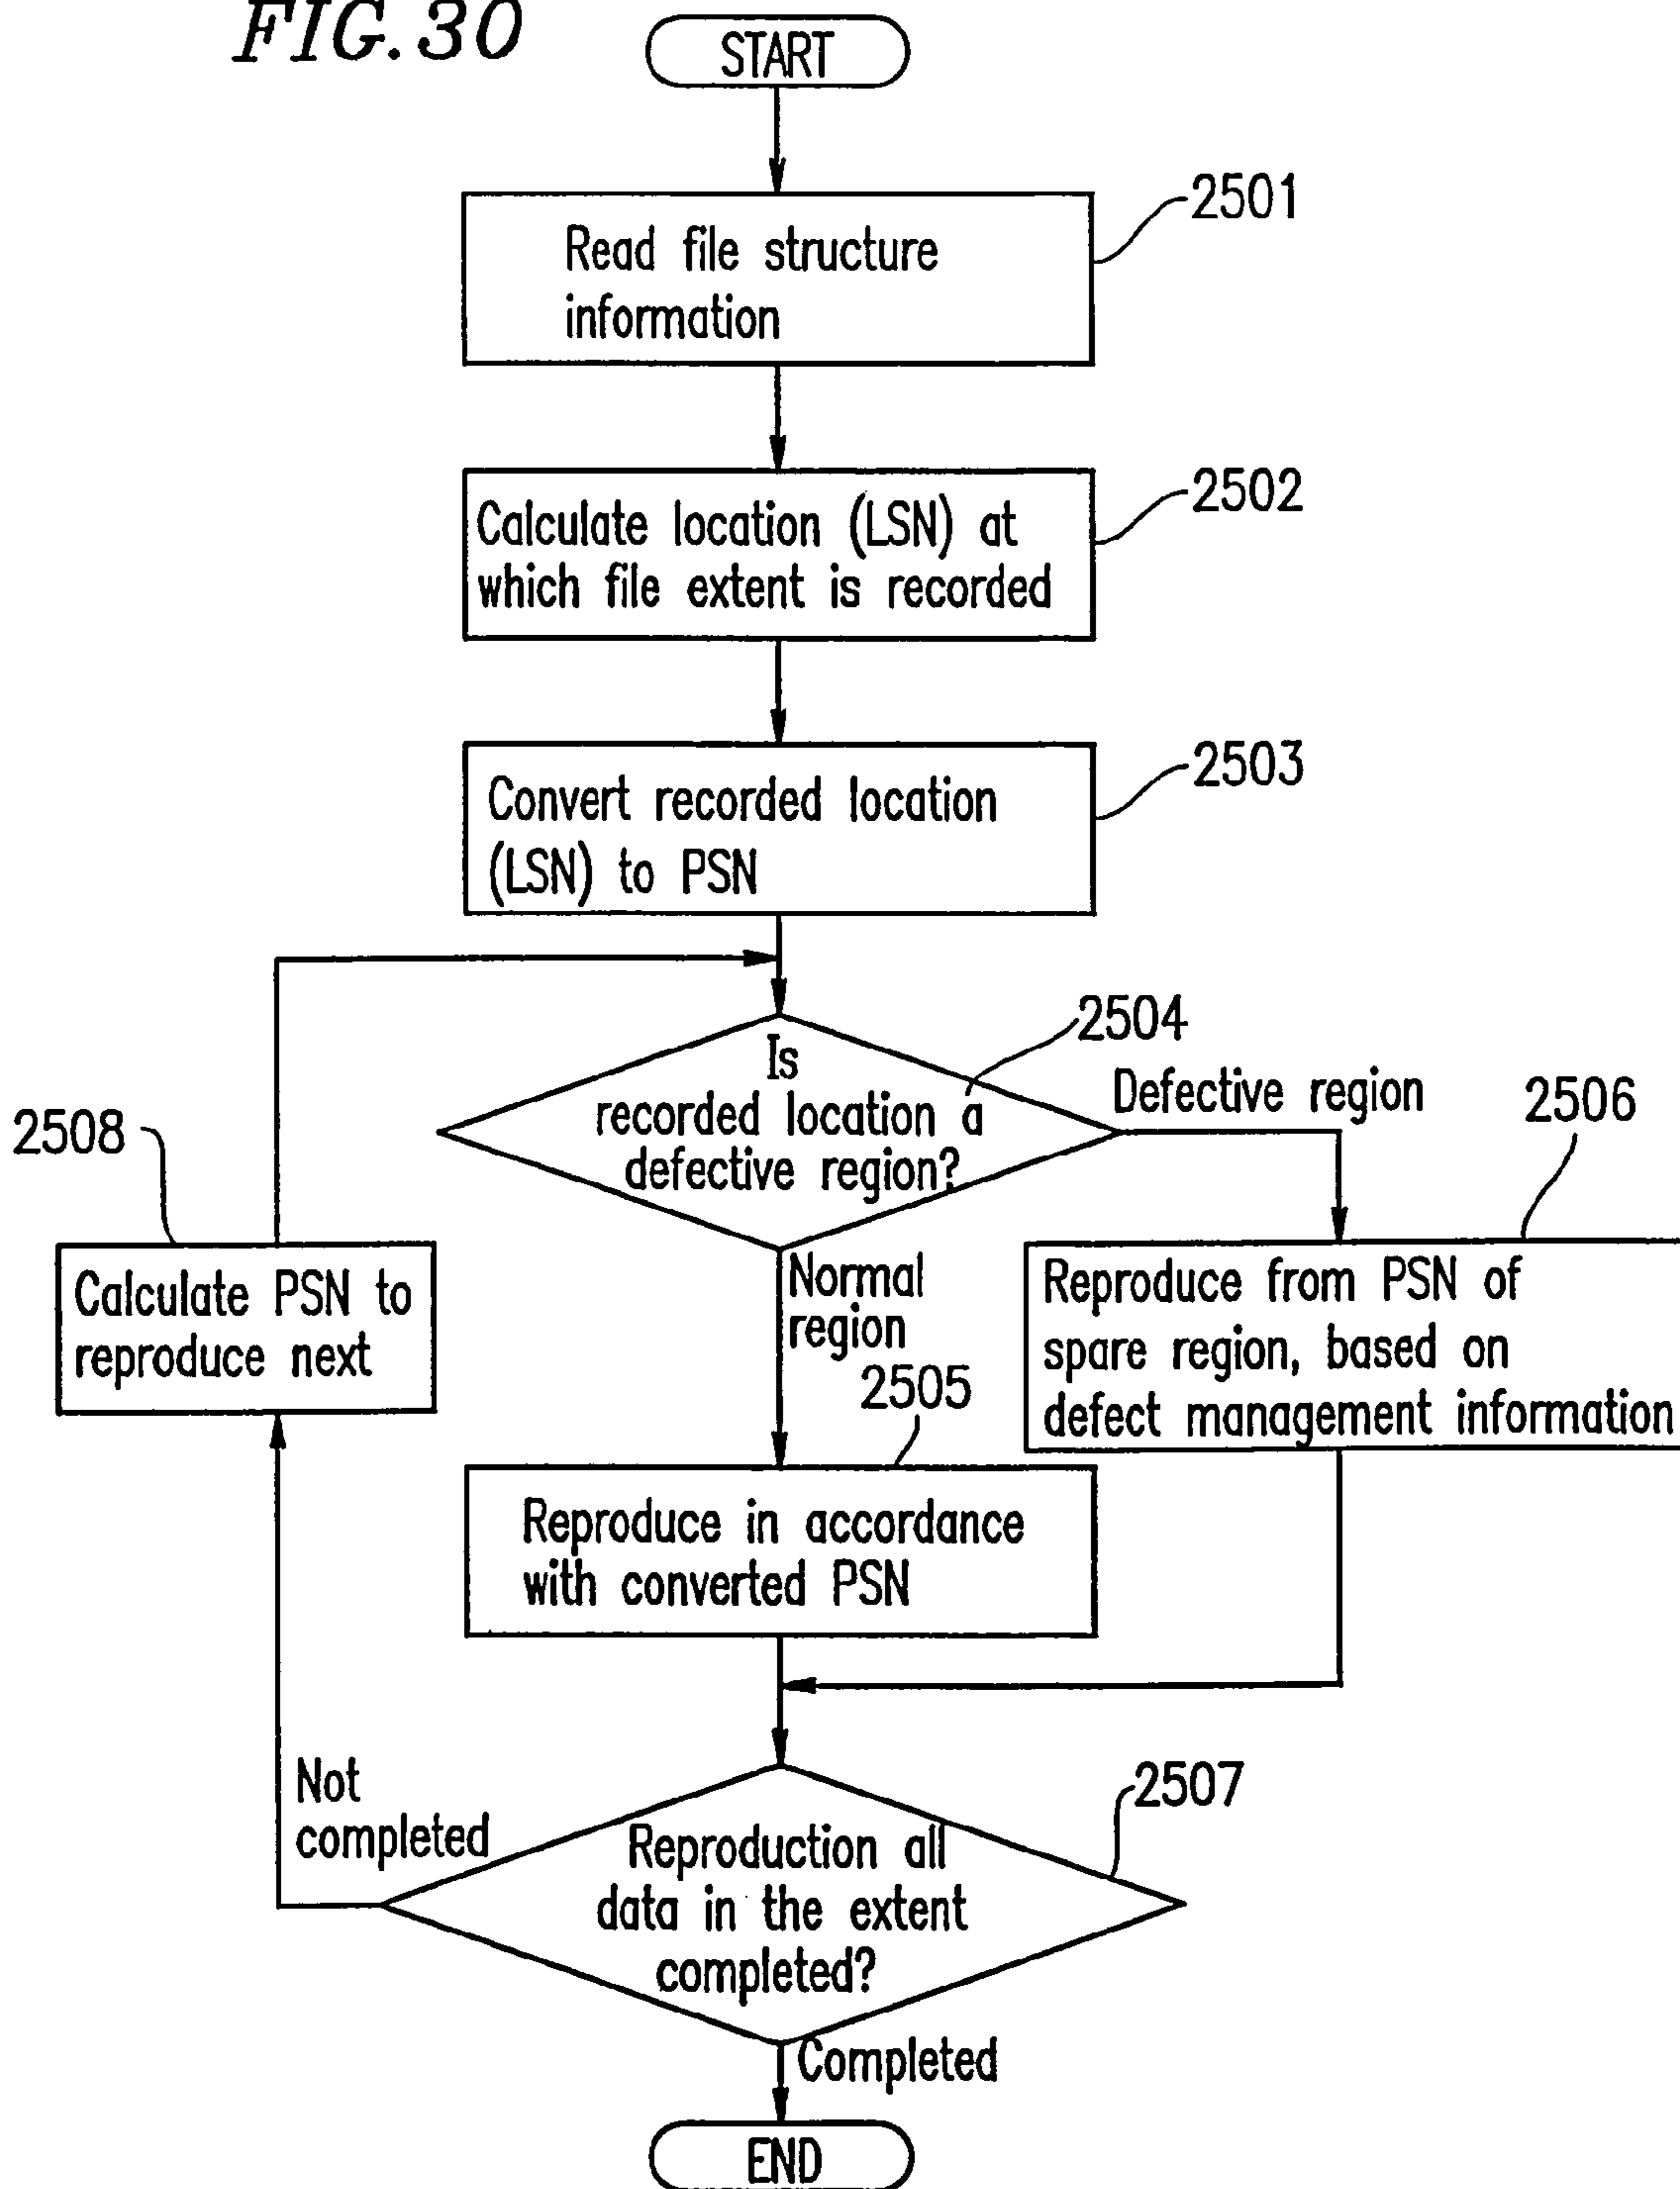 FIG.30
START
2501
Read file structure
information
2502
Calculate location (LSN) at
which file extent is recorded
2503
Convert recorded location
(LSN) to PSN
2504
Is
recorded location a
defective region?
Defective region
2506
2508
Calculate PSN to
reproduce next
Normal
region
Reproduce from PSN of
spare region, based on
defect management information
2505
Reproduce in accordance
with converted PSN
Not
completed
2507
Reproduction all
data in the extent
completed?
Completed
END